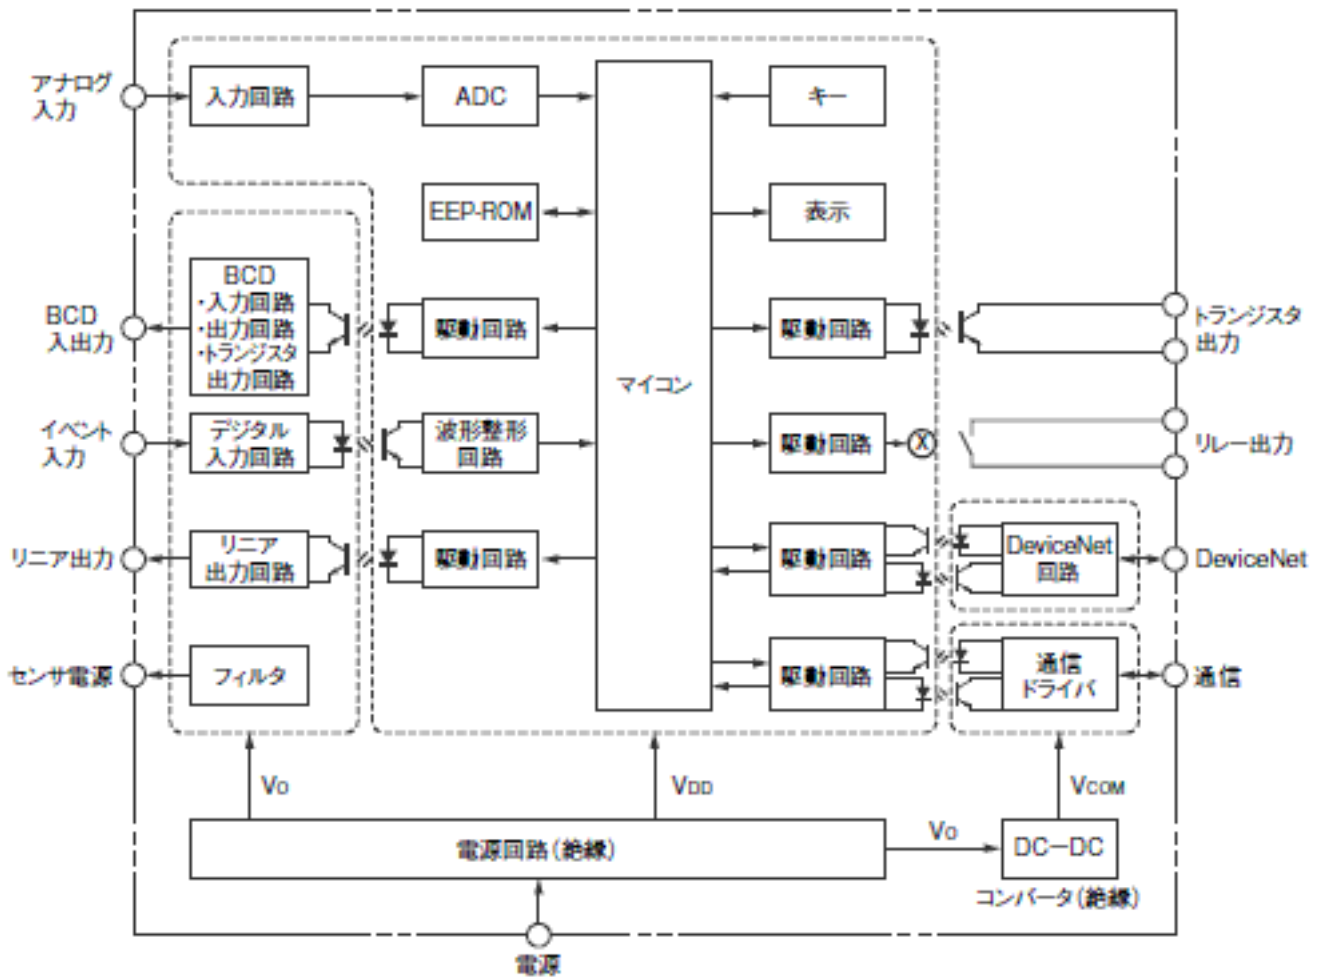 アナログ
入力
入力回路
ADC
キー
EEP-ROM
表示
BCD
入出力
BCD
・入力回路
・出力回路
・トランジスタ
出力回路
駆動回路
マイコン
駆動回路
トランジスタ
出力
イベント
入力
デジタル
入力回路
波形整形
回路
駆動回路
X
リレー出力
リニア出力
リニア
出力回路
駆動回路
駆動回路
DeviceNet
回路
DeviceNet
センサ電源
フィルタ
駆動回路
通信
ドライバ
通信
VO
VDD
VCOM
電源回路(絶縁)
VO
DC－DC
コンバータ(絶縁)
電源